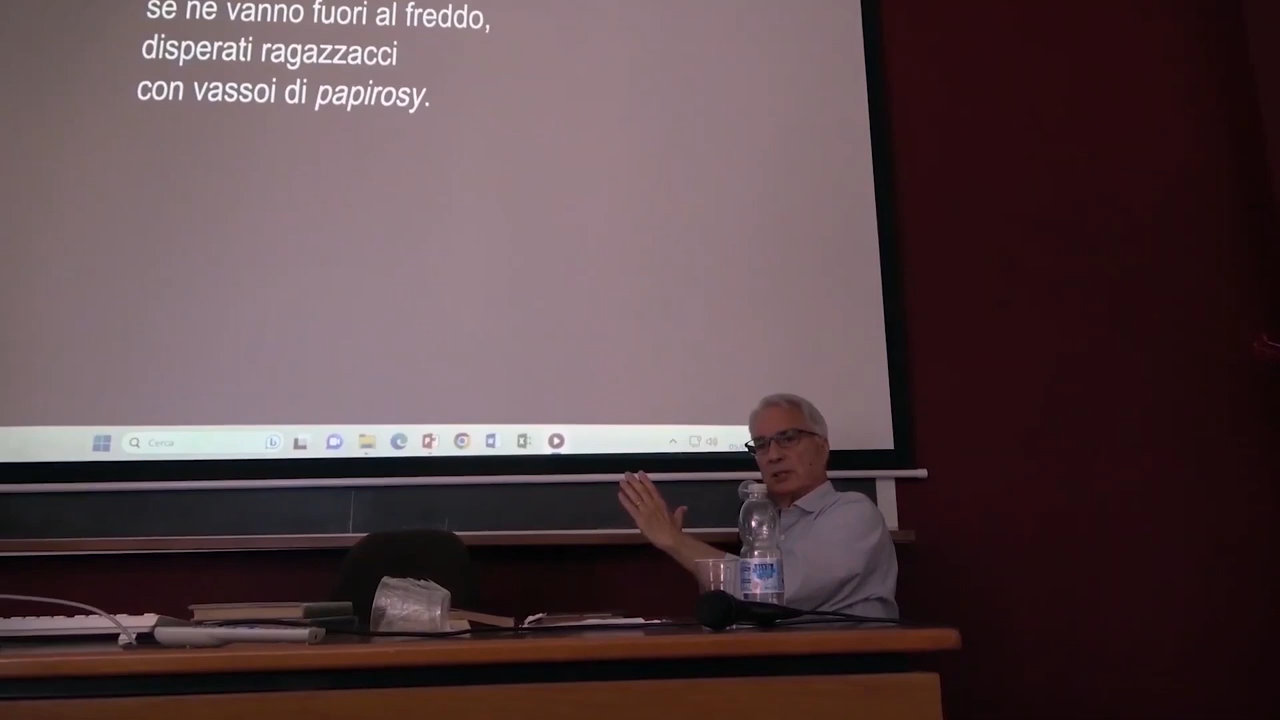 se ne vanno fuori al freddo,
disperati ragazzacci
con vassoi di papirosy.
Cerca